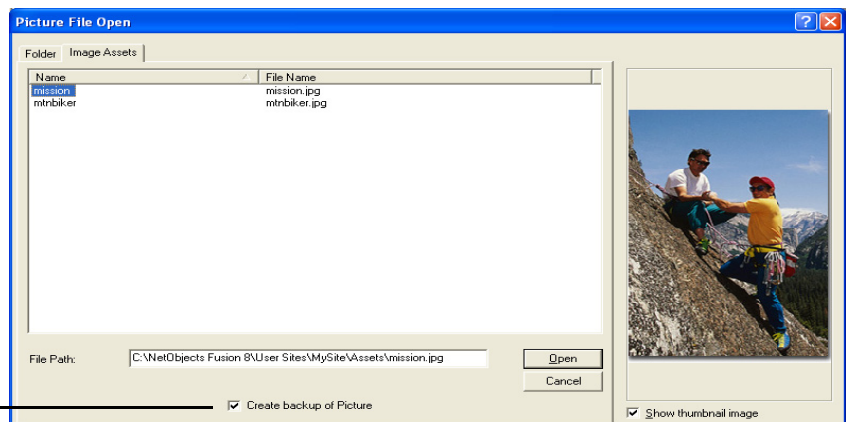 Picture File Open
Folder Image Assets
Name File Name
mission mission.jpg
mtnbiker mtnbiker.jpg
File Path: C:\NetObjects Fusion 8\User Sites\MySite\Assets\mission.jpg Open
Cancel
Create backup of Picture
Show thumbnail image